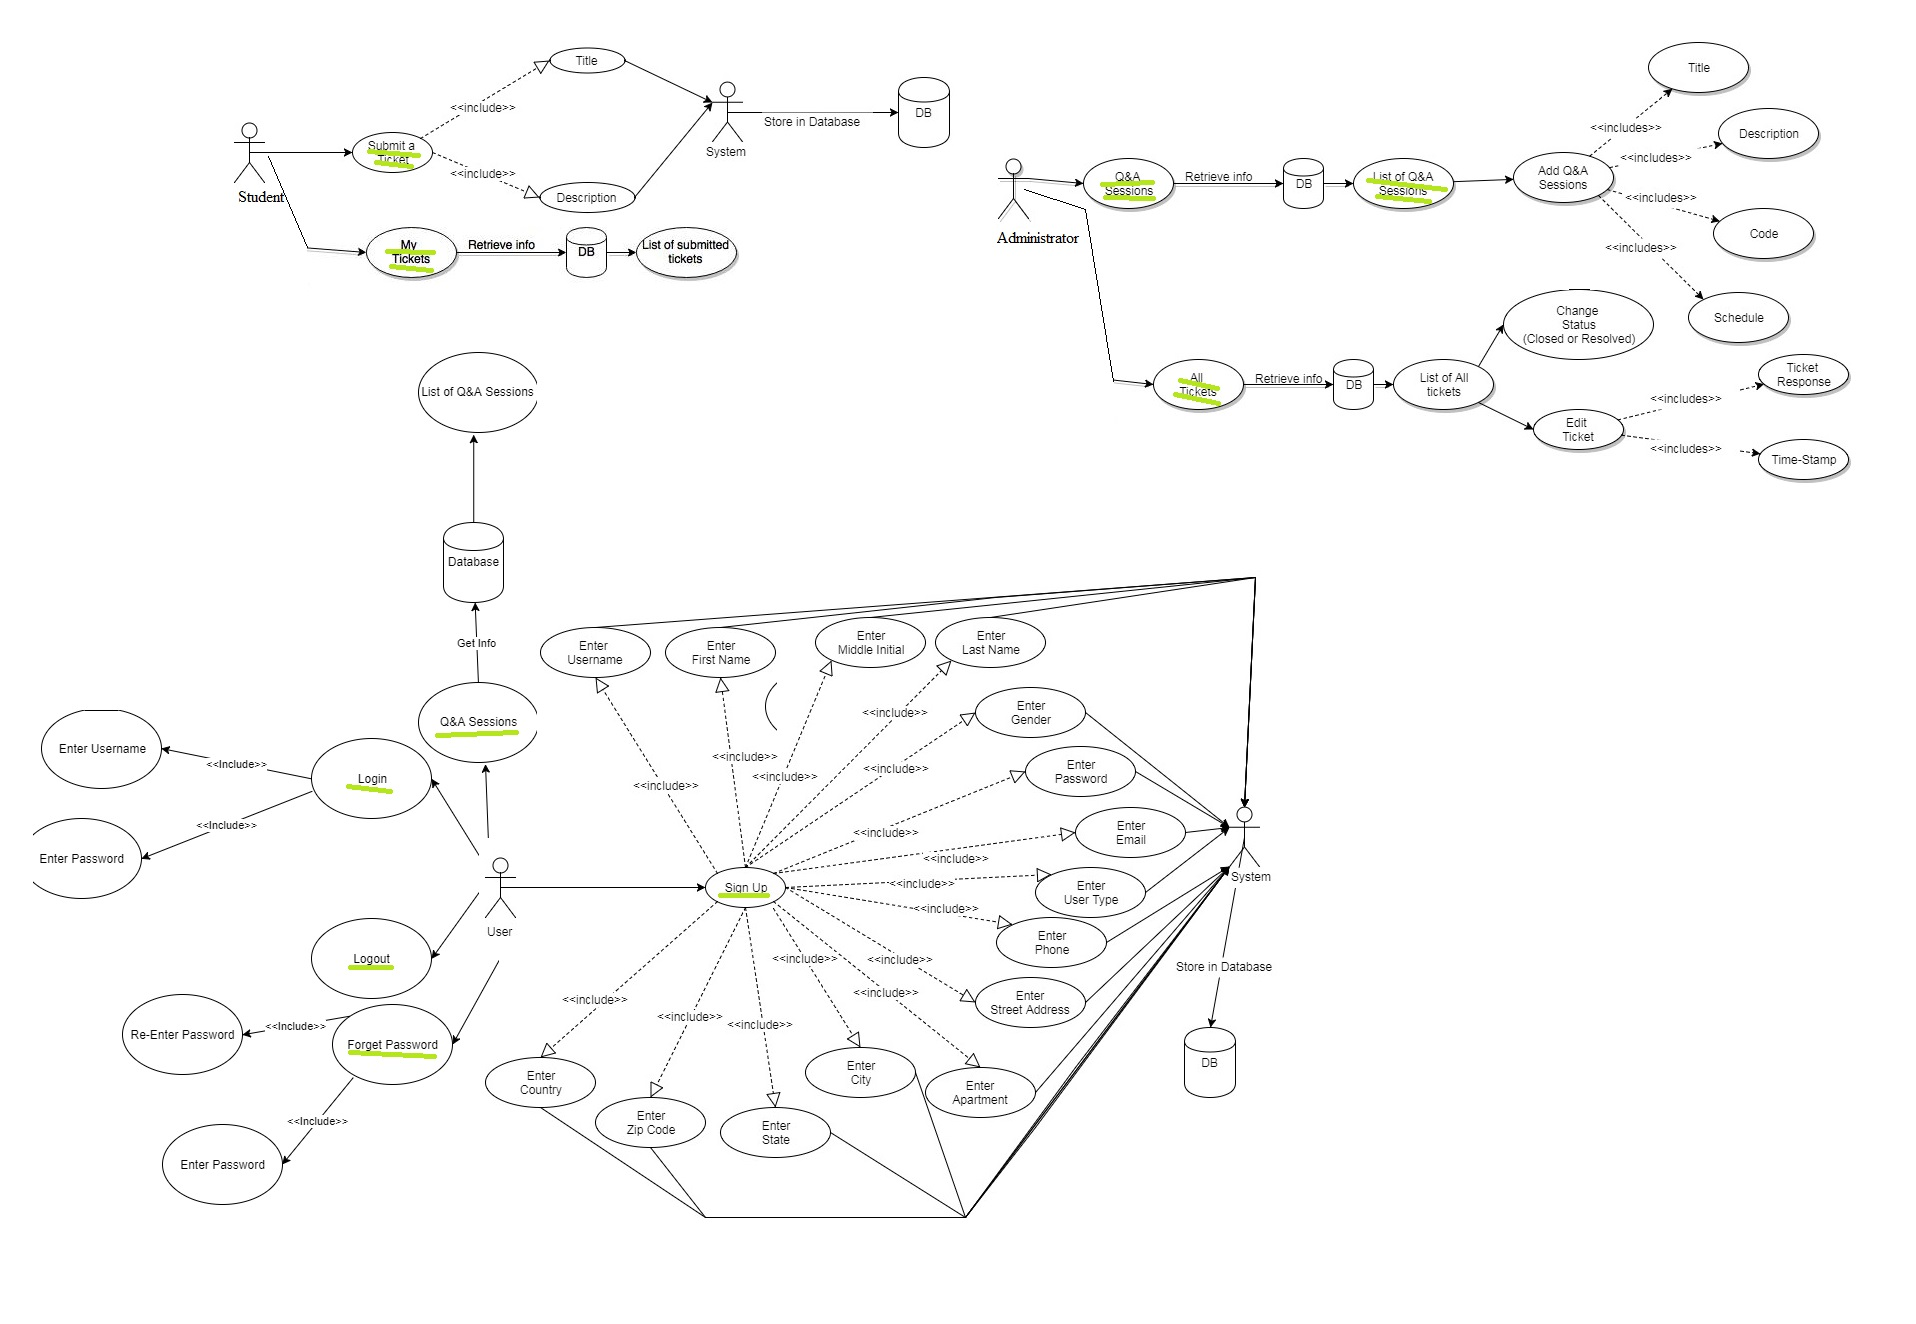 Title
<<include>>
Submit a
Ticket
<<include>>
Description
Student
System
Store in Database
DB
My
Tickets
Retrieve info
DB
List of submitted
tickets
Title
<<includes>>
Description
<<includes>>
Administrator
Q&A
Sessions
Retrieve info
DB
List of Q&A
Sessions
Add Q&A
Sessions
<<includes>>
Code
<<includes>>
Schedule
All
Tickets
Retrieve info
DB
List of All
tickets
Change
Status
(Closed or Resolved)
Edit
Ticket
<<includes>>
Ticket
Response
<<includes>>
Time-Stamp
List of Q&A Sessions
Database
Get Info
Q&A Sessions
Enter Username
<<Include>>
Login
<<Include>>
Enter Password
User
Logout
Re-Enter Password
<<Include>>
Forget Password
<<Include>>
Enter Password
Sign Up
Enter
Username
<<include>>
Enter
First Name
<<include>>
Enter
Middle Initial
<<include>>
Enter
Last Name
<<include>>
Enter
Gender
<<include>>
Enter
Password
<<include>>
Enter
Email
<<include>>
Enter
User Type
<<include>>
Enter
Phone
<<include>>
Enter
Street Address
<<include>>
Enter
Apartment
<<include>>
Enter
City
<<include>>
Enter
State
<<include>>
Enter
Zip Code
<<include>>
Enter
Country
<<include>>
System
Store in Database
DB